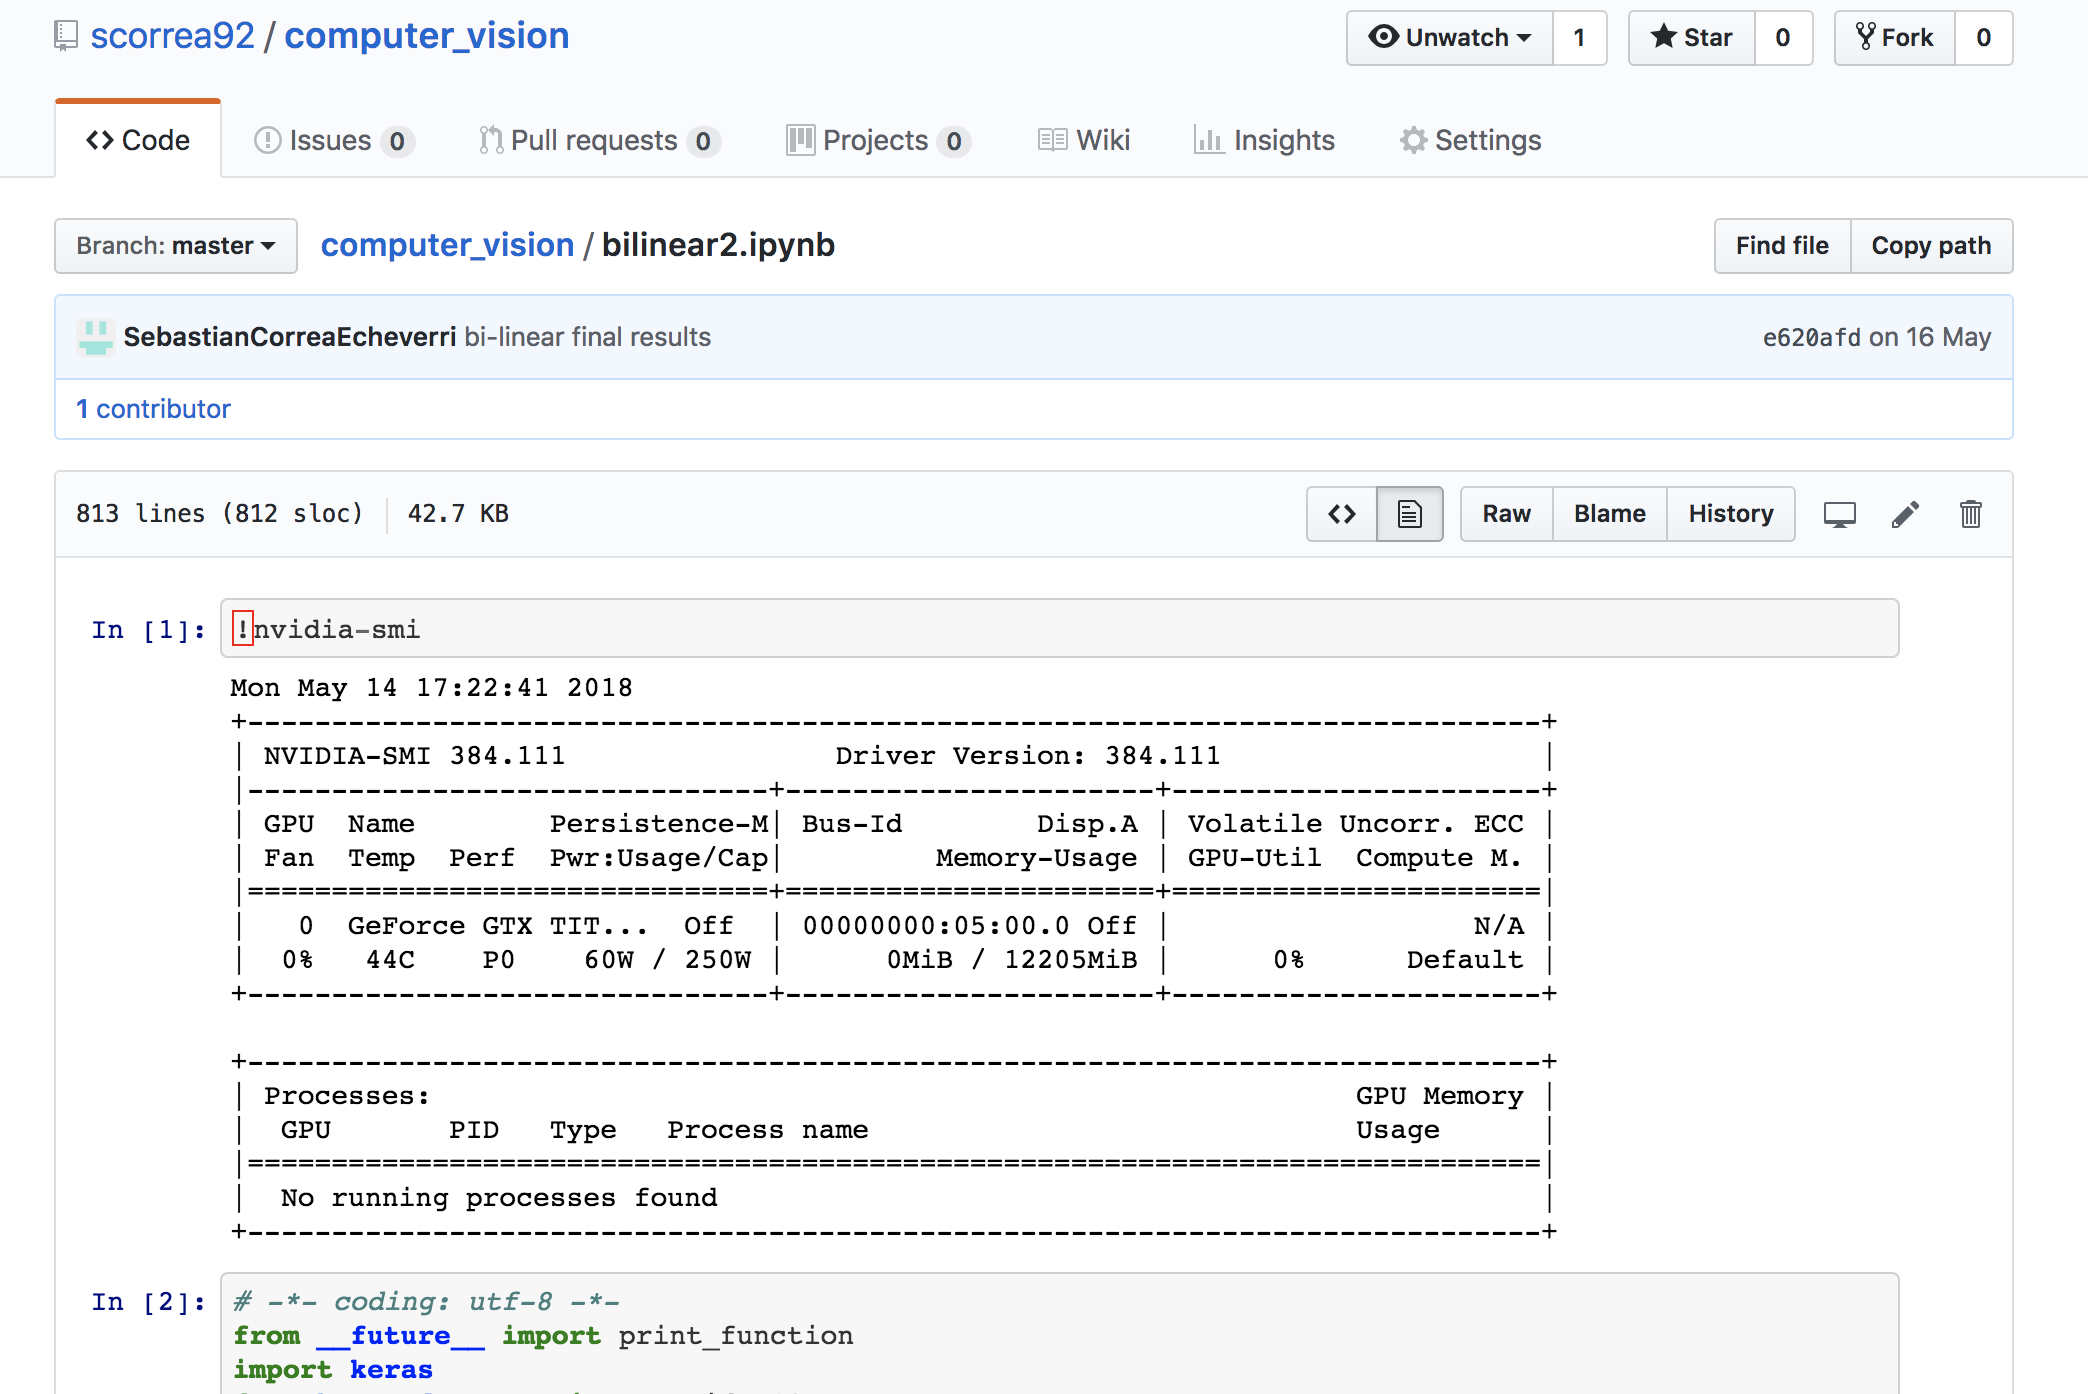 scorrea92 / computer_vision
Unwatch 1 Star 0 Fork 0
Code Issues 0 Pull requests 0 Projects 0 Wiki Insights Settings
Branch: master computer_vision / bilinear2.ipynb Find file Copy path
SebastianCorreaEcheverri bi-linear final results e620afd on 16 May
1 contributor
813 lines (812 sloc) 42.7 KB Raw Blame History
In [1]: !nvidia-smi
Mon May 14 17:22:41 2018
+-----------------------------------------------------------------------------+
| NVIDIA-SMI 384.111                Driver Version: 384.111                   |
|-------------------------------+----------------------+----------------------+
| GPU  Name        Persistence-M| Bus-Id        Disp.A | Volatile Uncorr. ECC |
| Fan  Temp  Perf  Pwr:Usage/Cap|         Memory-Usage | GPU-Util  Compute M. |
|===============================+======================+======================|
|   0  GeForce GTX TIT...  Off  | 00000000:05:00.0 Off |                  N/A |
|  0%   44C    P0    60W / 250W |      0MiB / 12205MiB |      0%      Default |
+-------------------------------+----------------------+----------------------+
+-----------------------------------------------------------------------------+
| Processes:                                                       GPU Memory |
|  GPU       PID   Type   Process name                             Usage      |
|=============================================================================|
|  No running processes found                                                 |
+-----------------------------------------------------------------------------+
In [2]: # -*- coding: utf-8 -*-
from __future__ import print_function
import keras